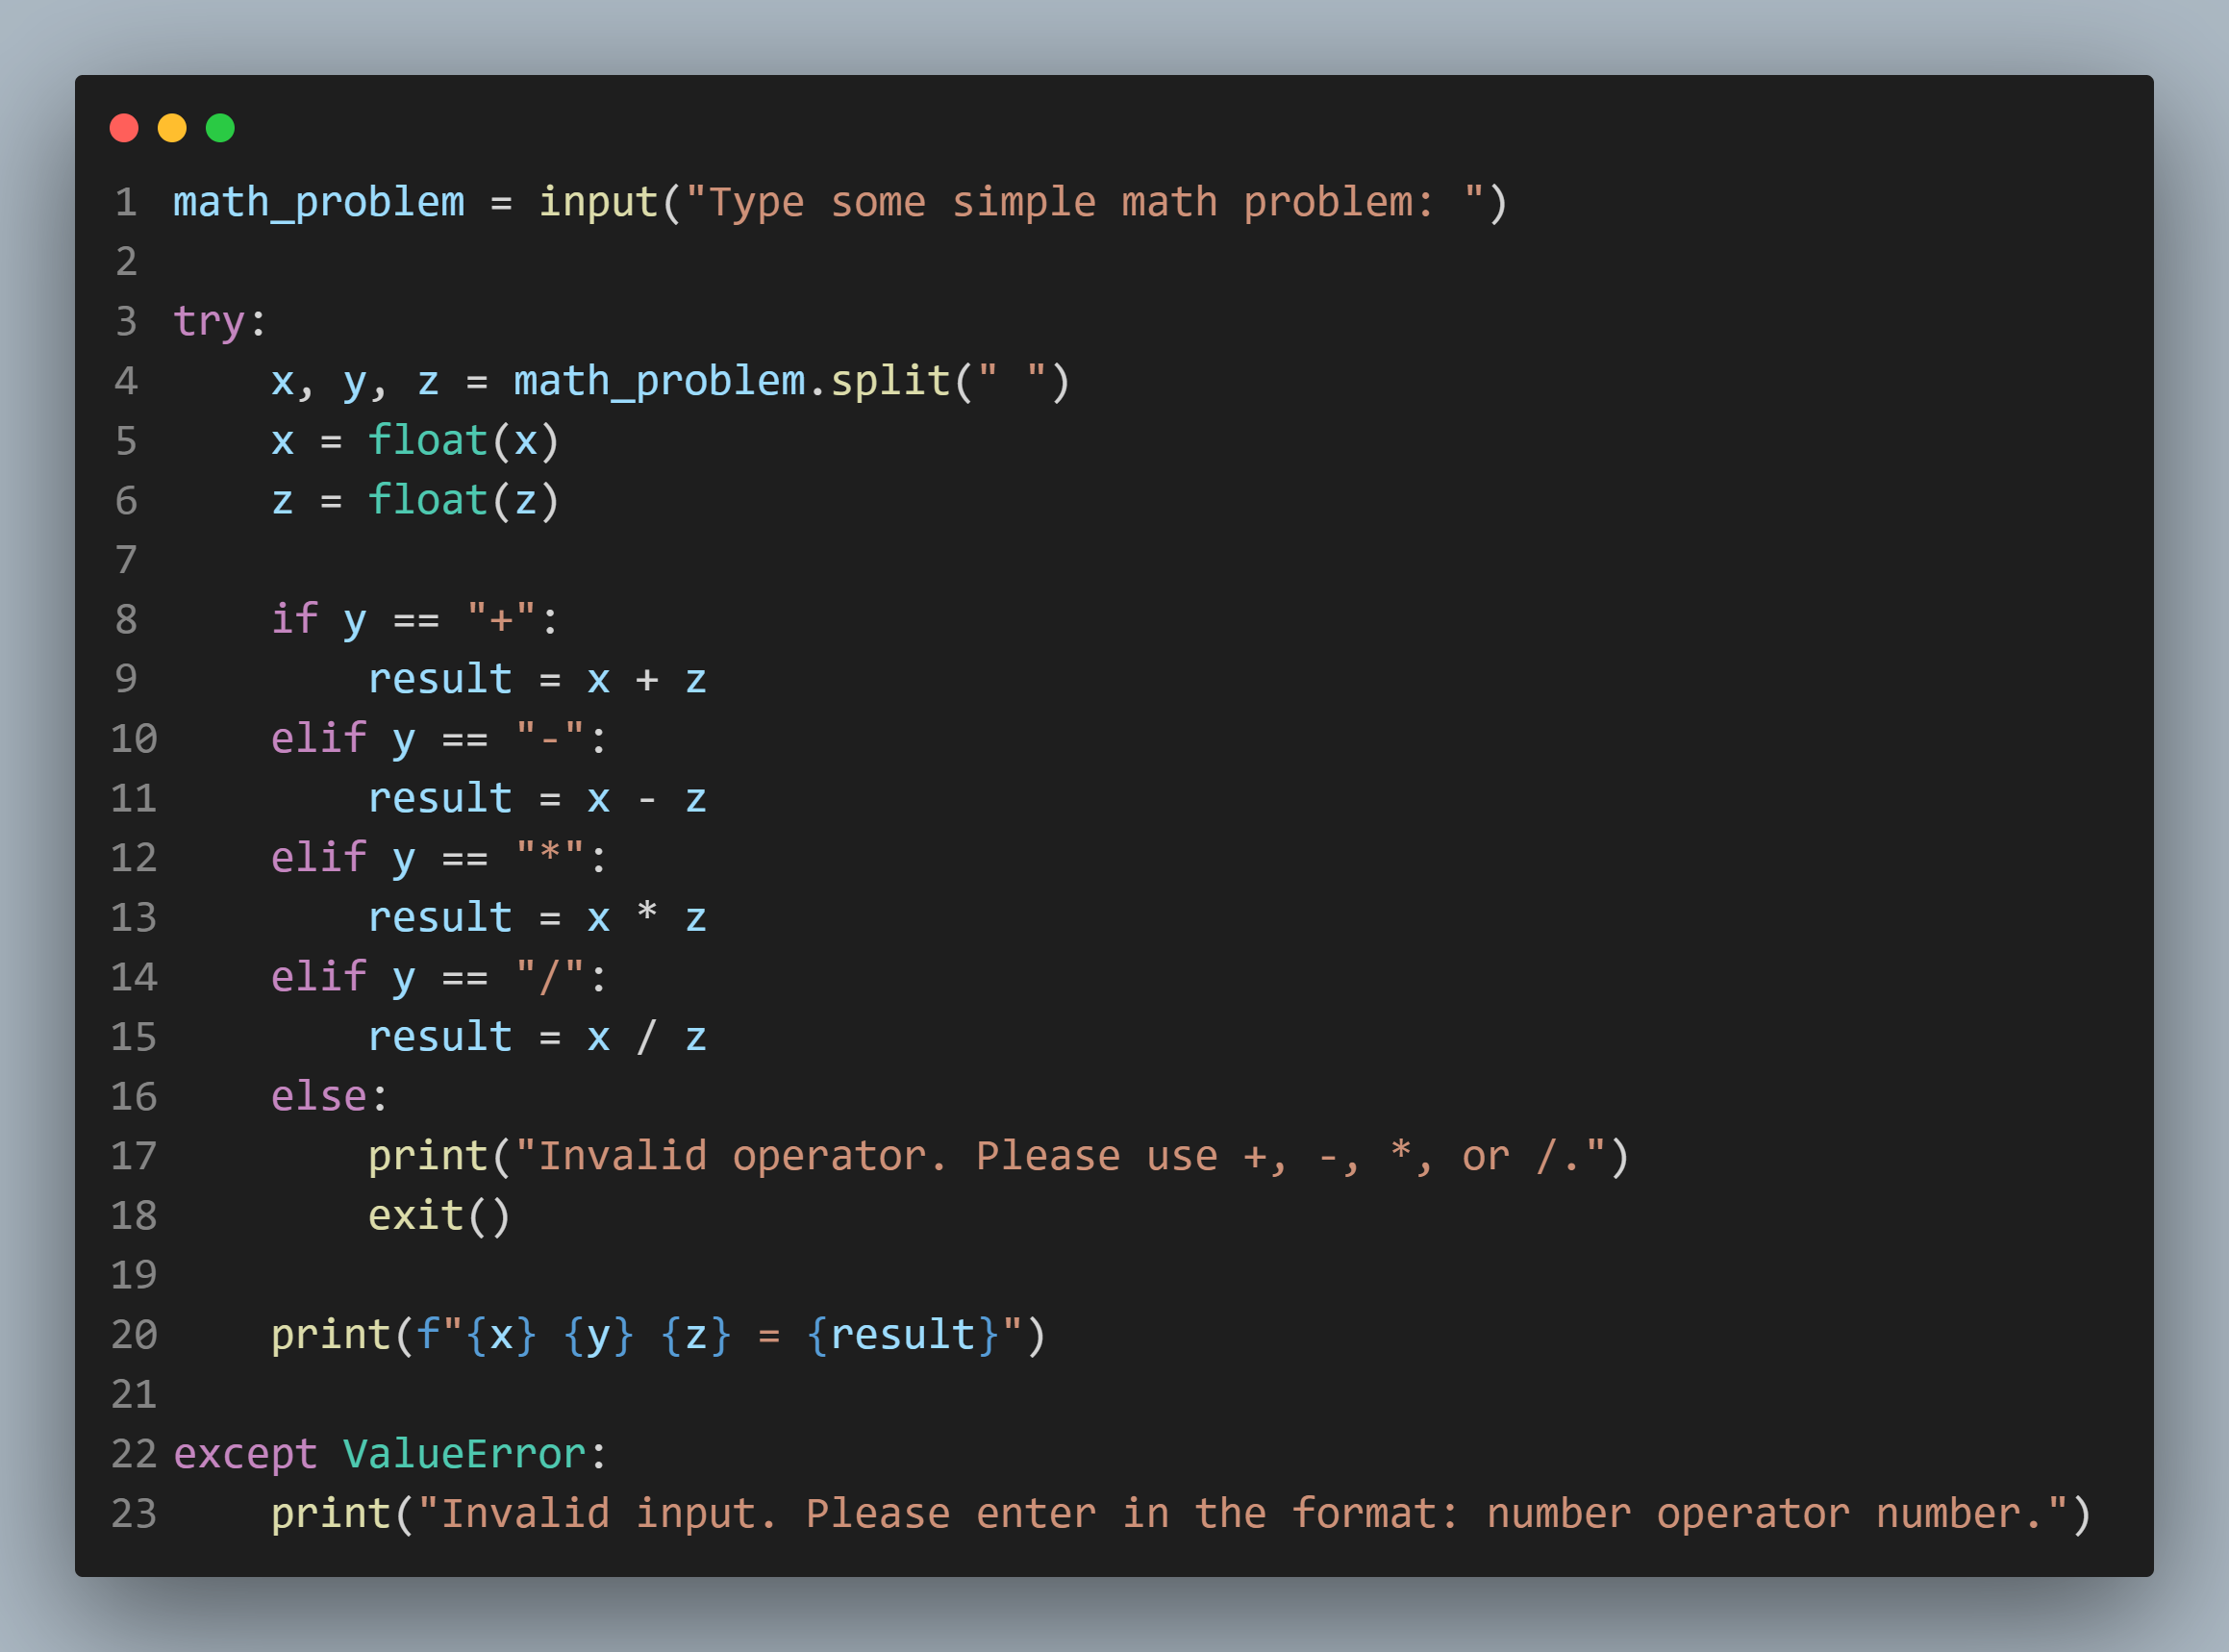 1 math_problem = input("Type some simple math problem: ")
2
3 try:
4     x, y, z = math_problem.split(" ")
5     x = float(x)
6     z = float(z)
7
8     if y == "+":
9         result = x + z
10     elif y == "-":
11         result = x - z
12     elif y == "*":
13         result = x * z
14     elif y == "/":
15         result = x / z
16     else:
17         print("Invalid operator. Please use +, -, *, or /.")
18         exit()
19
20     print(f"{x} {y} {z} = {result}")
21
22 except ValueError:
23     print("Invalid input. Please enter in the format: number operator number.")